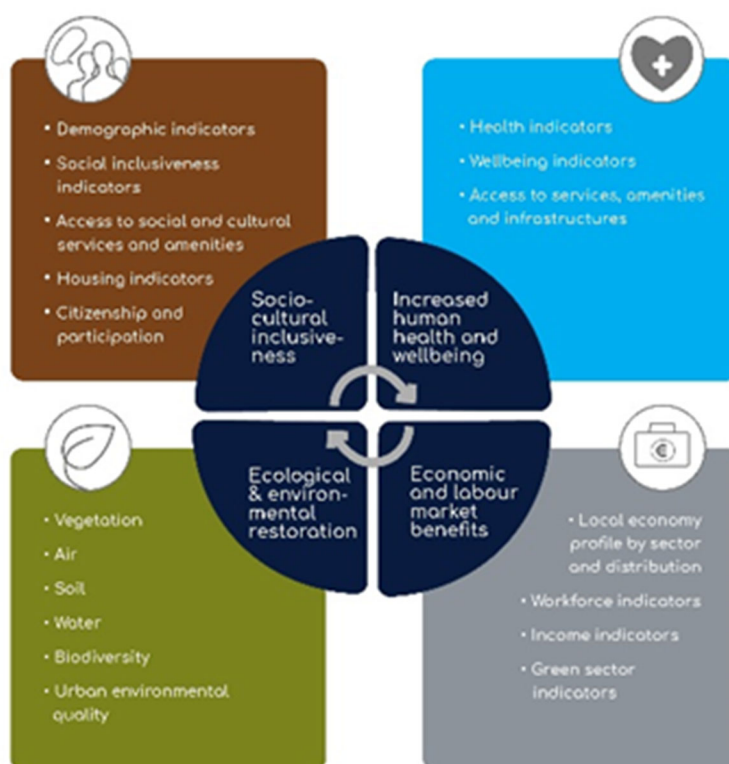 • Demographic indicators
• Social inclusiveness
indicators
• Access to social and cultural
services and amenities
• Housing indicators
• Citizenship and
participation
• Health indicators
• Wellbeing indicators
• Access to services, amenities
and infrastructures
Socio-
cultural
inclusive-
ness
Increased
human
health and
wellbeing
Ecological
& environ-
mental
restoration
Economic
and labour
market
benefits
• Vegetation
• Air
• Soil
• Water
• Biodiversity
• Urban environmental
quality
• Local economy
profile by sector
and distribution
• Workforce indicators
• Income indicators
• Green sector
indicators
€